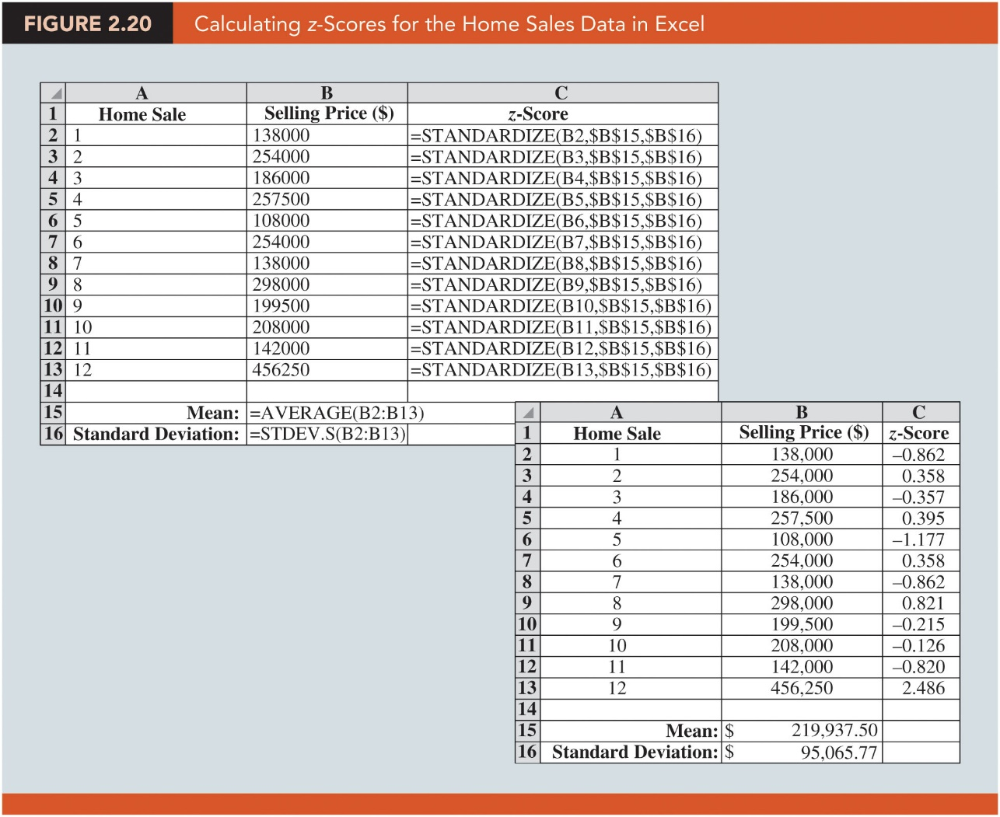 FIGURE 2.20 Calculating z-Scores for the Home Sales Data in Excel
A B C
1 Home Sale Selling Price ($) z-Score
2 1 138000 =STANDARDIZE(B2,$B$15,$B$16)
3 2 254000 =STANDARDIZE(B3,$B$15,$B$16)
4 3 186000 =STANDARDIZE(B4,$B$15,$B$16)
5 4 257500 =STANDARDIZE(B5,$B$15,$B$16)
6 5 108000 =STANDARDIZE(B6,$B$15,$B$16)
7 6 254000 =STANDARDIZE(B7,$B$15,$B$16)
8 7 138000 =STANDARDIZE(B8,$B$15,$B$16)
9 8 298000 =STANDARDIZE(B9,$B$15,$B$16)
10 9 199500 =STANDARDIZE(B10,$B$15,$B$16)
11 10 208000 =STANDARDIZE(B11,$B$15,$B$16)
12 11 142000 =STANDARDIZE(B12,$B$15,$B$16)
13 12 456250 =STANDARDIZE(B13,$B$15,$B$16)
14
15 Mean: =AVERAGE(B2:B13)
16 Standard Deviation: =STDEV.S(B2:B13)
A B C
1 Home Sale Selling Price ($) z-Score
2 1 138,000 –0.862
3 2 254,000 0.358
4 3 186,000 –0.357
5 4 257,500 0.395
6 5 108,000 –1.177
7 6 254,000 0.358
8 7 138,000 –0.862
9 8 298,000 0.821
10 9 199,500 –0.215
11 10 208,000 –0.126
12 11 142,000 –0.820
13 12 456,250 2.486
14
15 Mean: $ 219,937.50
16 Standard Deviation: $ 95,065.77